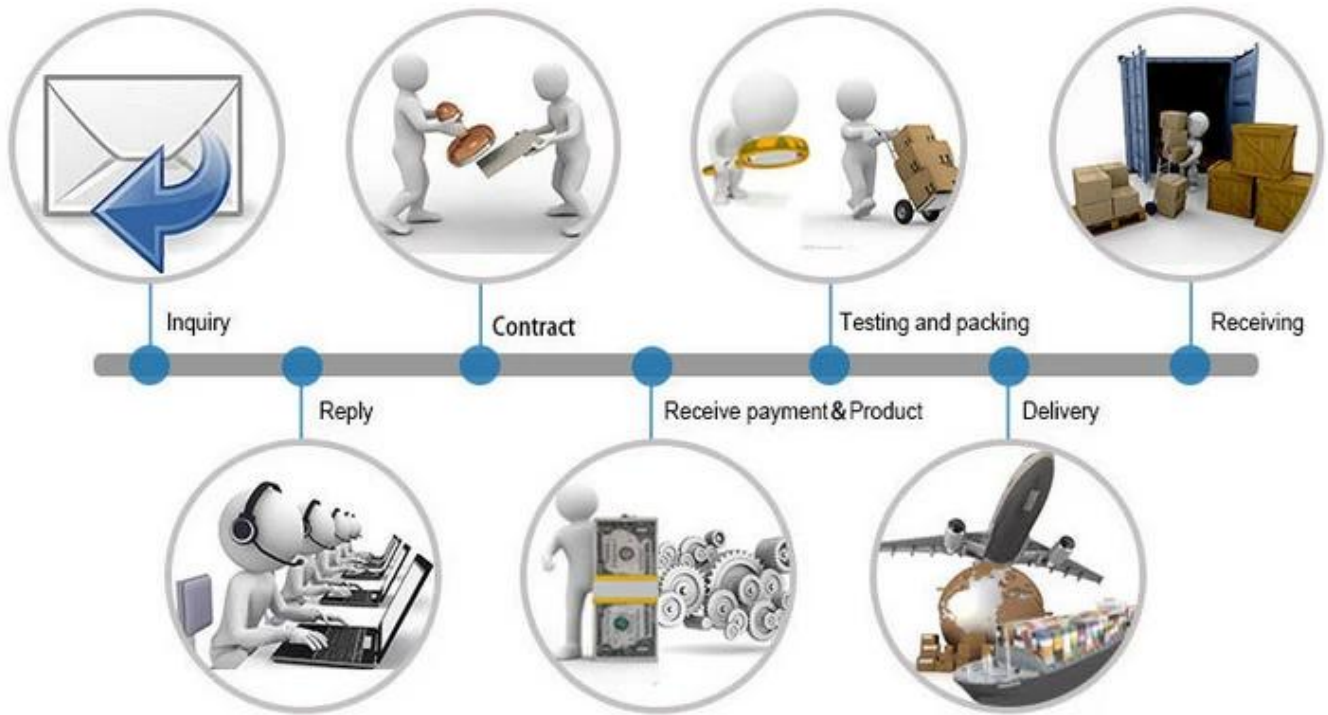 Inquiry
Reply
Contract
Receive payment & Product
Testing and packing
Delivery
Receiving